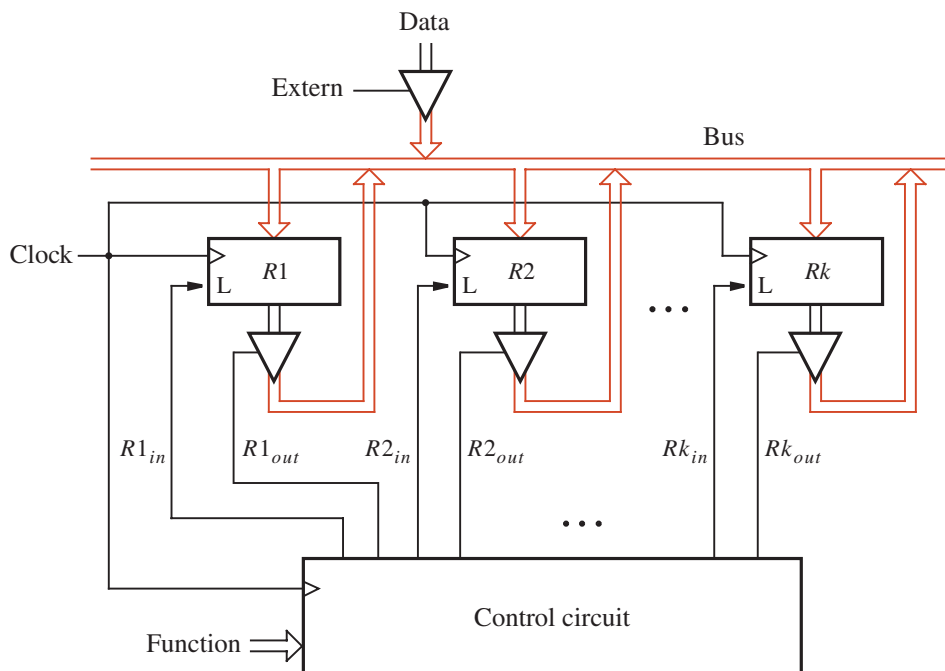 Data
Extern
Bus
Clock
R1
R2
Rk
L
L
L
• • •
R1in
R1out
R2in
R2out
Rkin
Rkout
• • •
Control circuit
Function